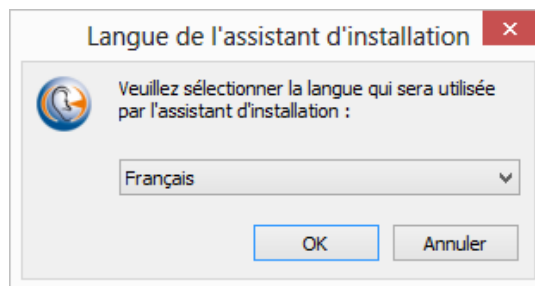 Langue de l'assistant d'installation
Veuillez sélectionner la langue qui sera utilisée
par l'assistant d'installation :
Français
OK
Annuler